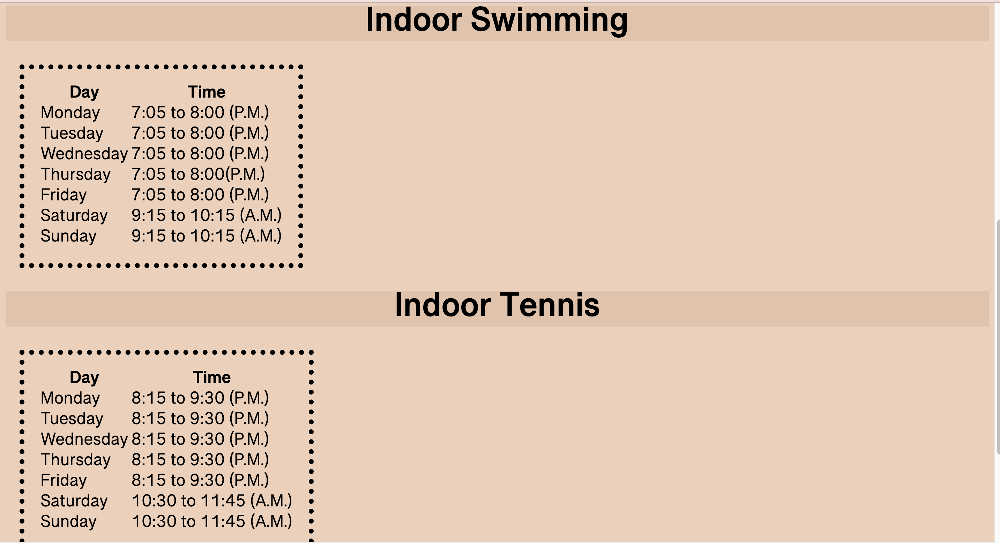 Indoor Swimming
Day Time
Monday 7:05 to 8:00 (P.M.)
Tuesday 7:05 to 8:00 (P.M.)
Wednesday 7:05 to 8:00 (P.M.)
Thursday 7:05 to 8:00(P.M.)
Friday 7:05 to 8:00 (P.M.)
Saturday 9:15 to 10:15 (A.M.)
Sunday 9:15 to 10:15 (A.M.)
Indoor Tennis
Day Time
Monday 8:15 to 9:30 (P.M.)
Tuesday 8:15 to 9:30 (P.M.)
Wednesday 8:15 to 9:30 (P.M.)
Thursday 8:15 to 9:30 (P.M.)
Friday 8:15 to 9:30 (P.M.)
Saturday 10:30 to 11:45 (A.M.)
Sunday 10:30 to 11:45 (A.M.)